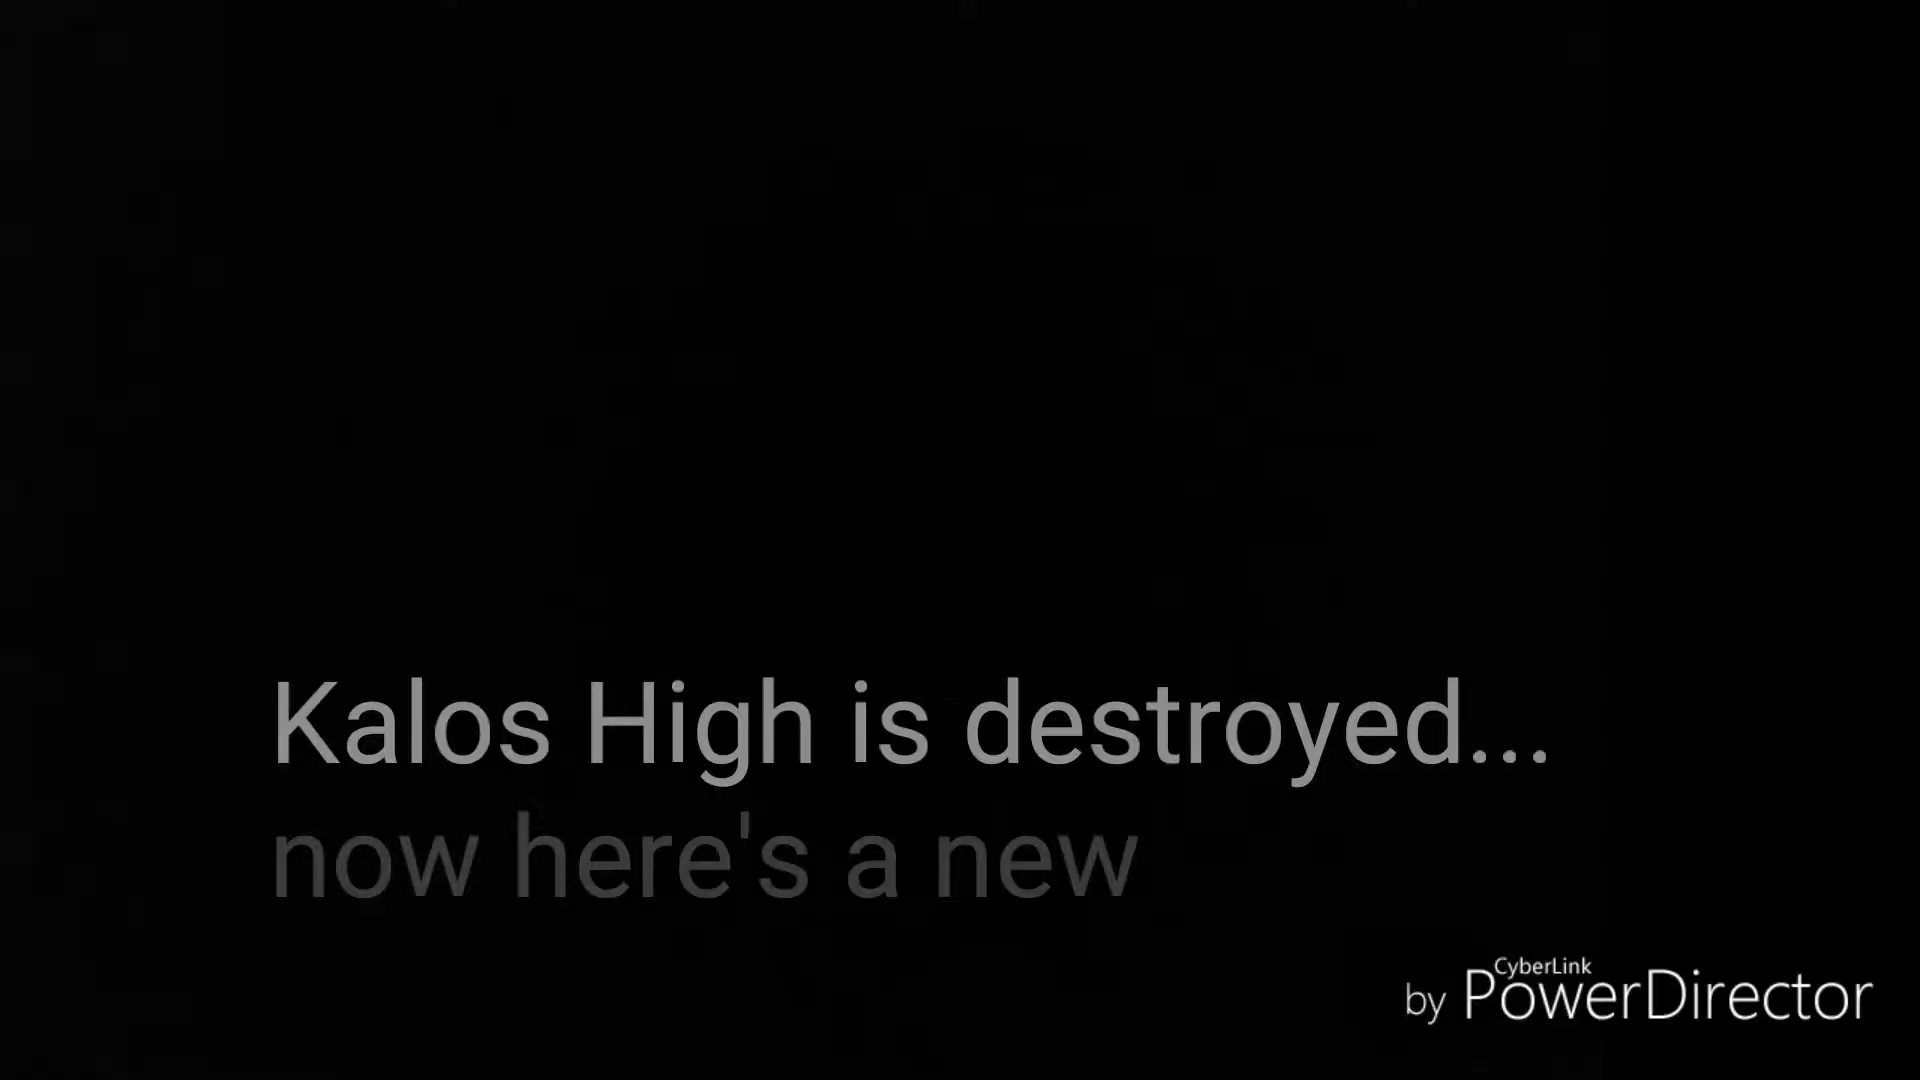 Kalos High is destroyed...
now here's a new
by CyberLink PowerDirector